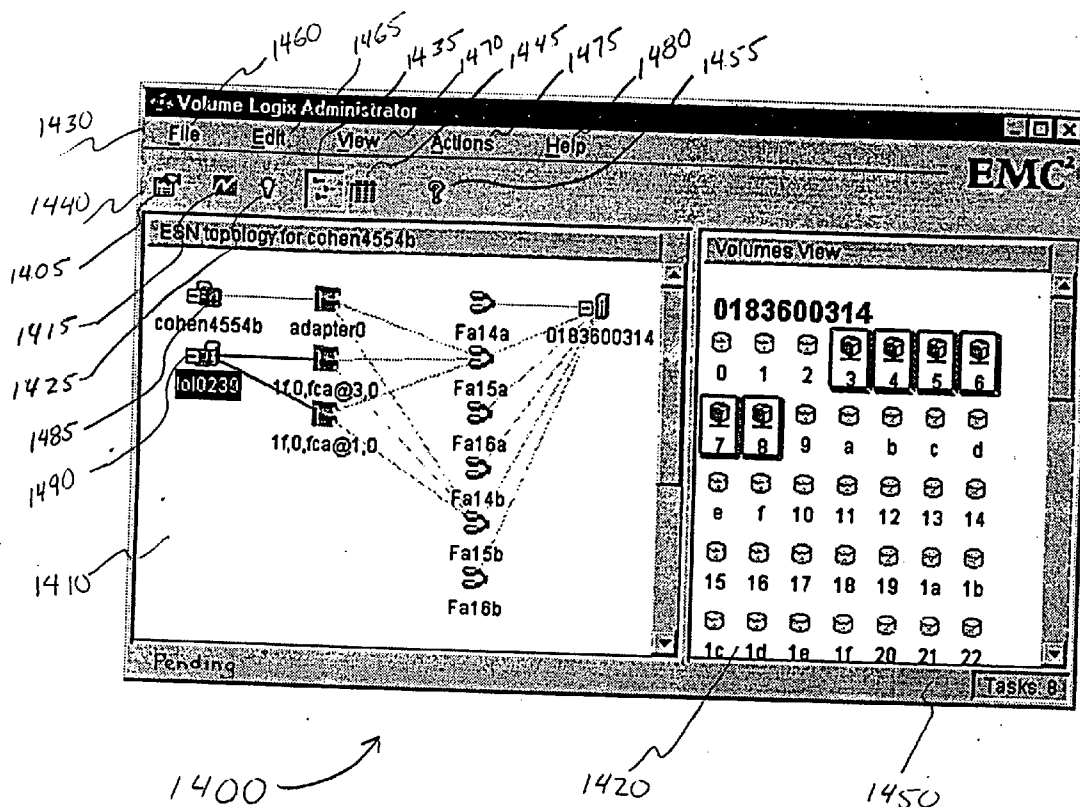 1460 1465 1435 1470 1445 1475 1480 1455
1430
Volume Logix Administrator
File Edit View Actions Help
EMC²
1440
1405
ESN topology for cohen4554b
Volumes View
1415
1425
1485
1490
1410
cohen4554b
adapter0
Fa14a
0183600314
lol0239
1f,0,fca@3,0
Fa15a
1f,0,fca@1,0
Fa16a
Fa14b
Fa15b
Fa16b
0183600314
0 1 2 3 4 5 6
7 8 9 a b c d
e f 10 11 12 13 14
15 16 17 18 19 1a 1b
1c 1d 1e 1f 20 21 22
Pending
Tasks: 8
1400
1420
1450